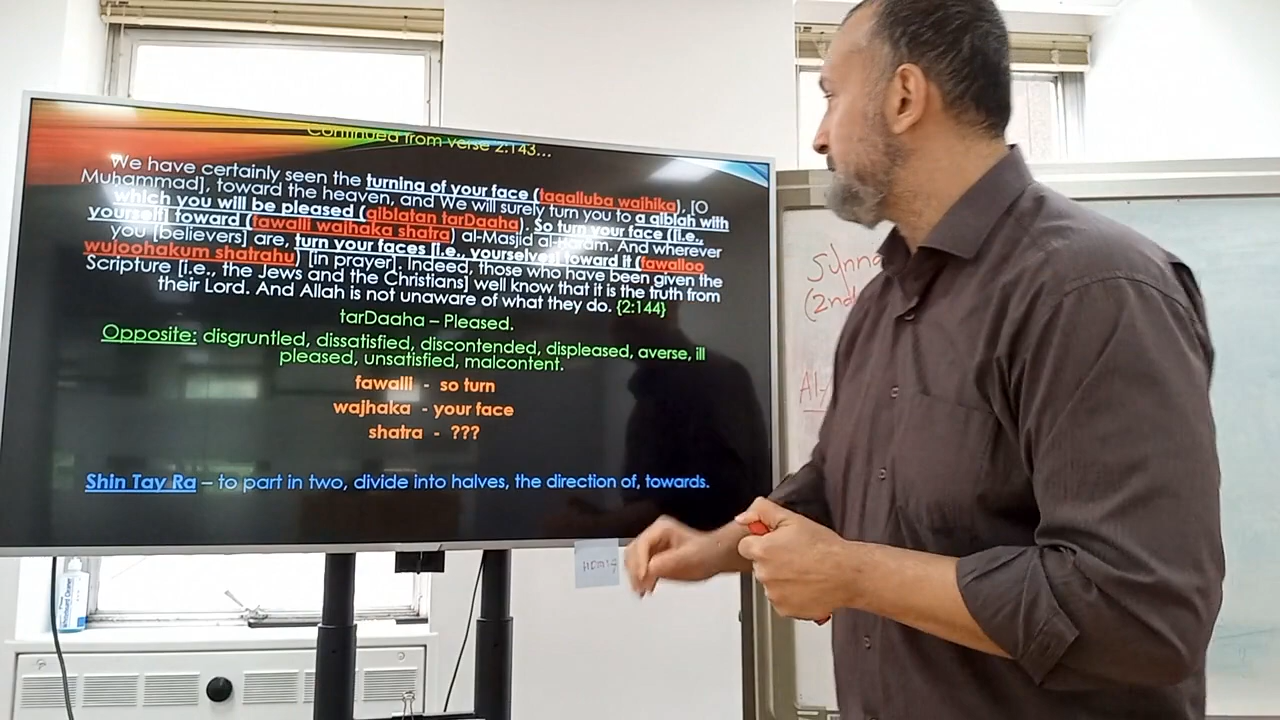 Continued from verse 2:143...
We have certainly seen the turning of your face (taqalluba wajhika), [O
Muḥammad], toward the heaven, and We will surely turn you to a qiblah with
which you will be pleased (qiblatan tarDaaha). So turn your face ([i.e.,
yourself] toward (fawalli wajhaka shatra) al-Masjid al-Ḥaram. And wherever
you [believers] are, turn your faces [i.e., yourselves] toward it (fawalloo
wujoohakum shatrahu) [in prayer]. Indeed, those who have been given the
Scripture [i.e., the Jews and the Christians] well know that it is the truth from
their Lord. And Allah is not unaware of what they do. {2:144}
tarDaaha – Pleased.
Opposite: disgruntled, dissatisfied, discontended, displeased, averse, ill
pleased, unsatisfied, malcontent.
fawalli - so turn
wajhaka - your face
shatra - ???
Shin Tay Ra – to part in two, divide into halves, the direction of, towards.
HDMI
Sunna
(2nd
Al-